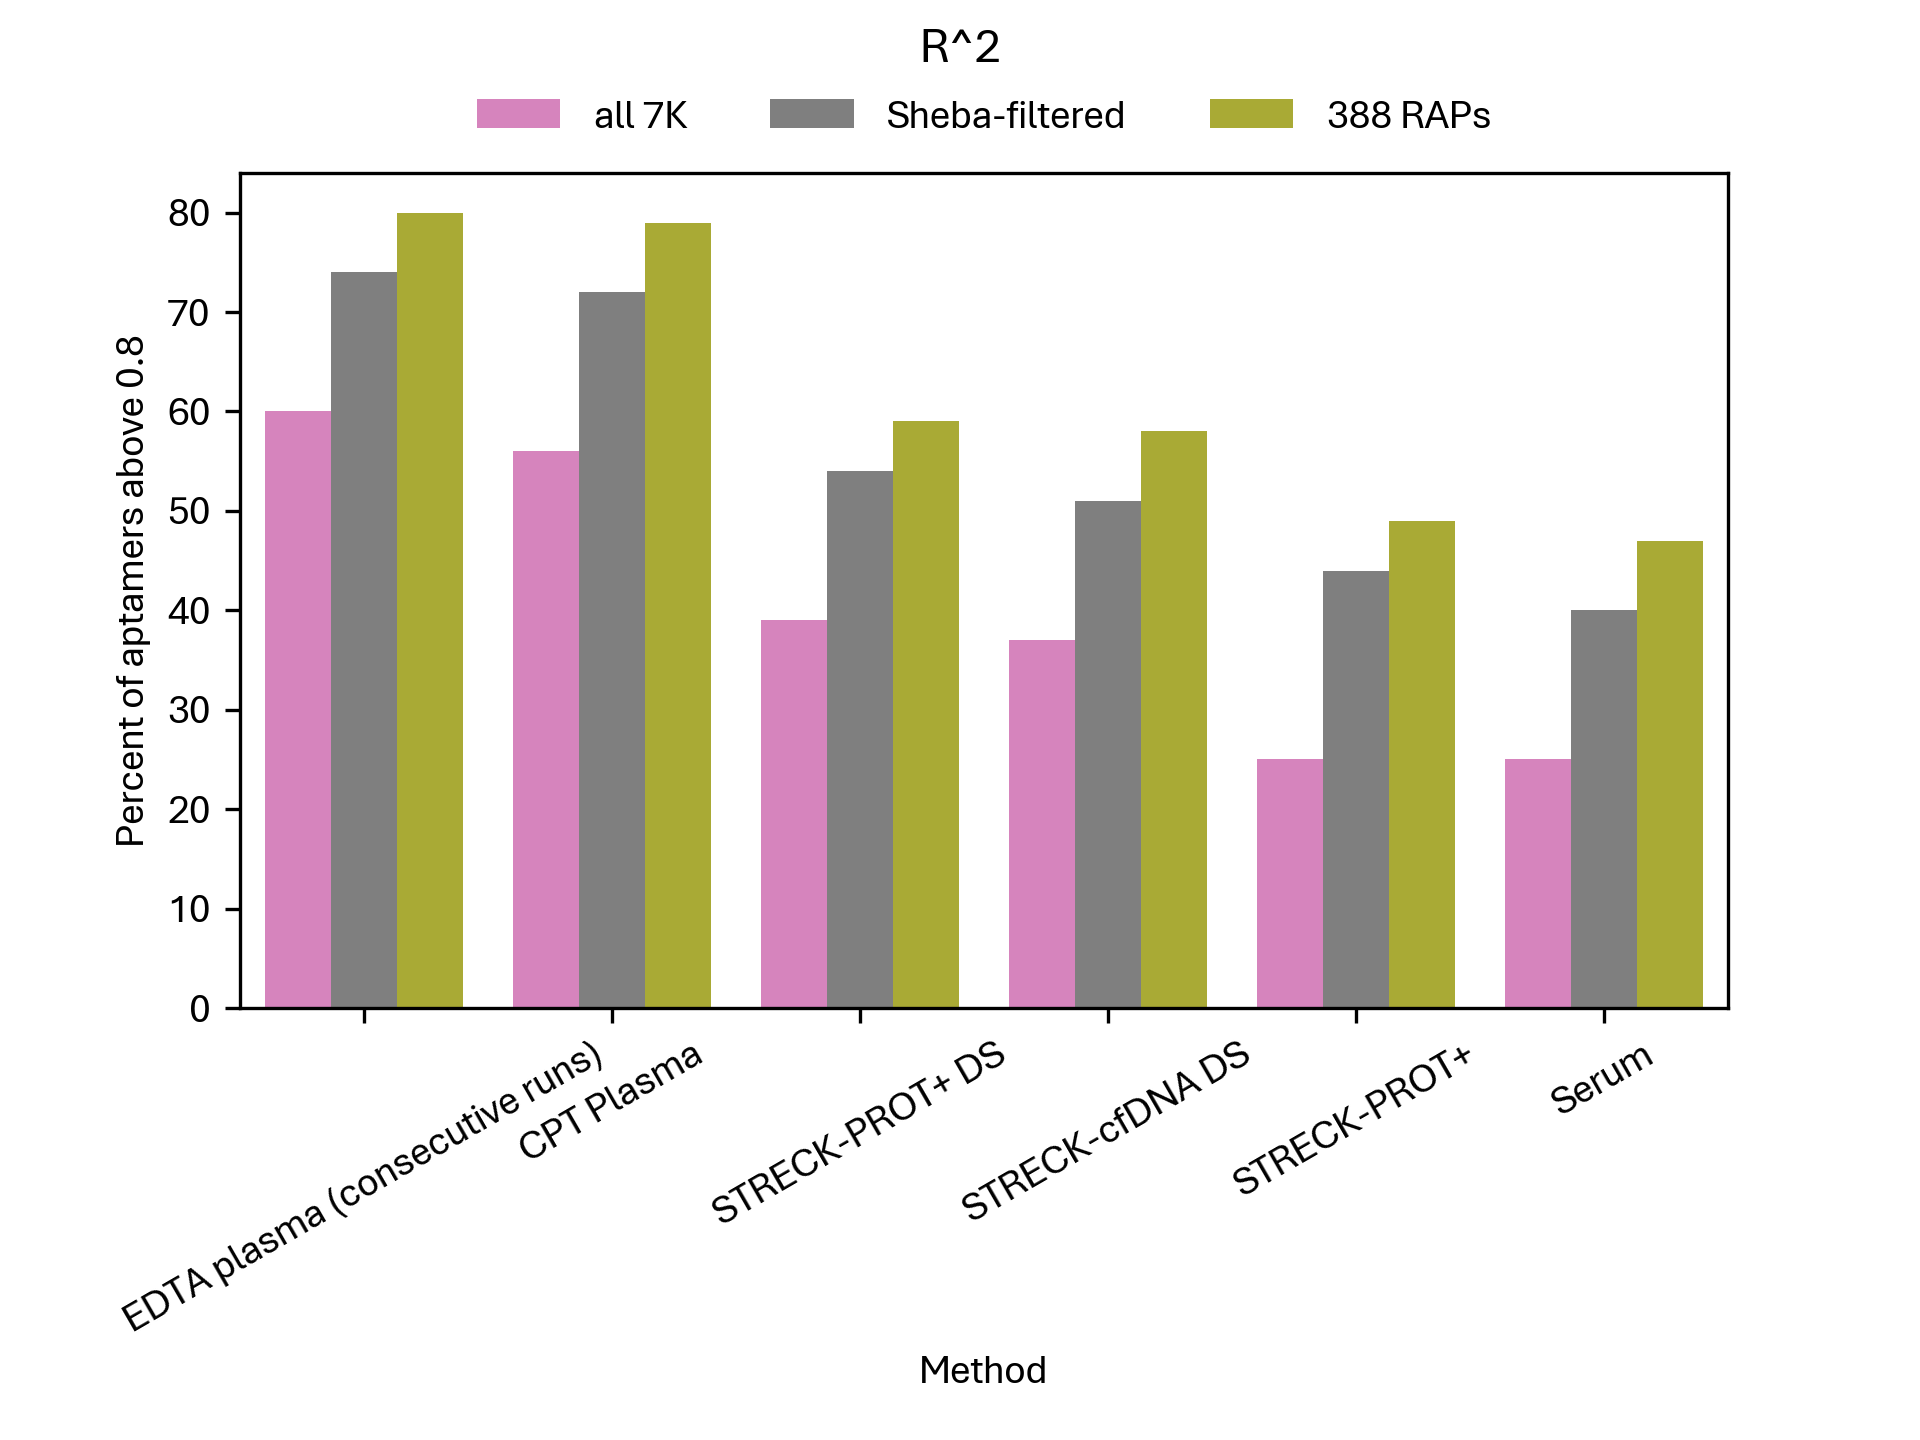 R^2
all 7K
Sheba-filtered
388 RAPs
Percent of aptamers above 0.8
80
70
60
50
40
30
20
10
0
EDTA plasma (consecutive runs)
CPT Plasma
STRECK-PROT+ DS
STRECK-cfDNA DS
STRECK-PROT+
Serum
Method